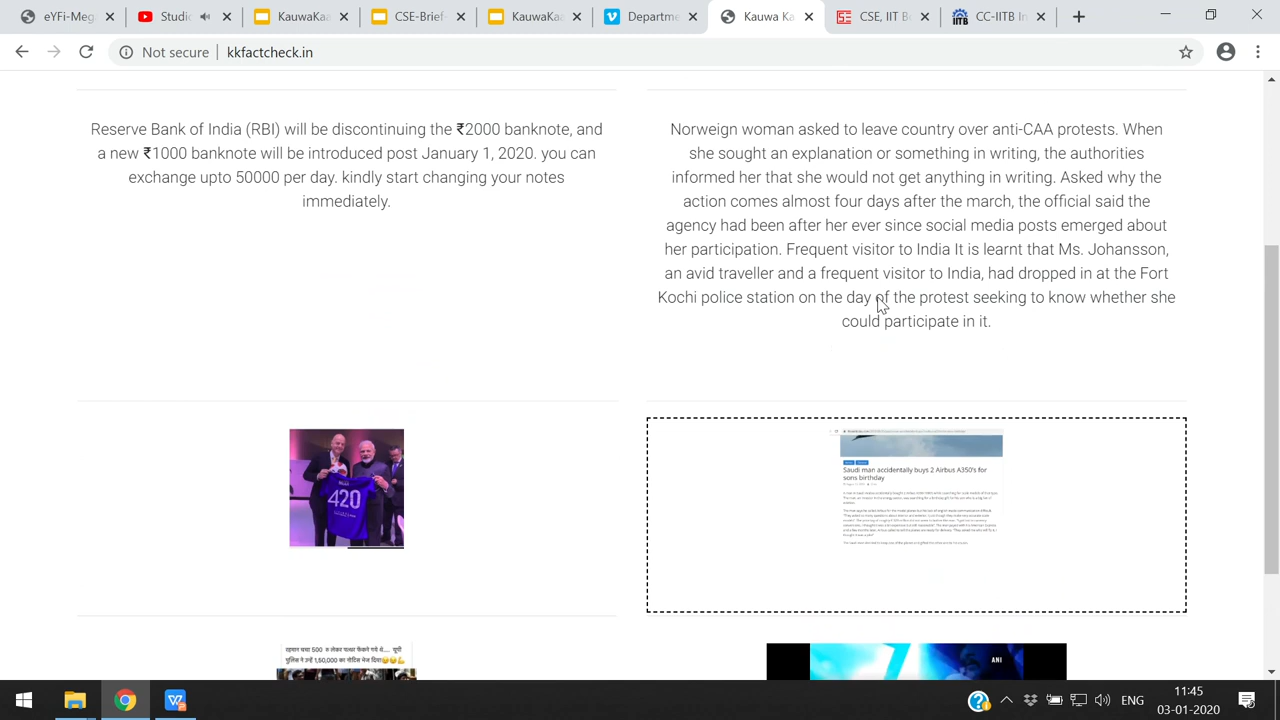 eYFi-Meg
Studic
KauwaKaa
CSE-Brief-
KauwaKaa
Departme
Kauwa Ka
CSE, IIT Bo
CC-IITB In
Not secure
kkfactcheck.in
Reserve Bank of India (RBI) will be discontinuing the ₹2000 banknote, and
a new ₹1000 banknote will be introduced post January 1, 2020. you can
exchange upto 50000 per day. kindly start changing your notes
immediately.
Norweign woman asked to leave country over anti-CAA protests. When
she sought an explanation or something in writing, the authorities
informed her that she would not get anything in writing. Asked why the
action comes almost four days after the march, the official said the
agency had been after her ever since social media posts emerged about
her participation. Frequent visitor to India It is learnt that Ms. Johansson,
an avid traveller and a frequent visitor to India, had dropped in at the Fort
Kochi police station on the day of the protest seeking to know whether she
could participate in it.
420
Saudi man accidentally buys 2 Airbus A350's for
sons birthday
ANI
ENG
11:45
03-01-2020